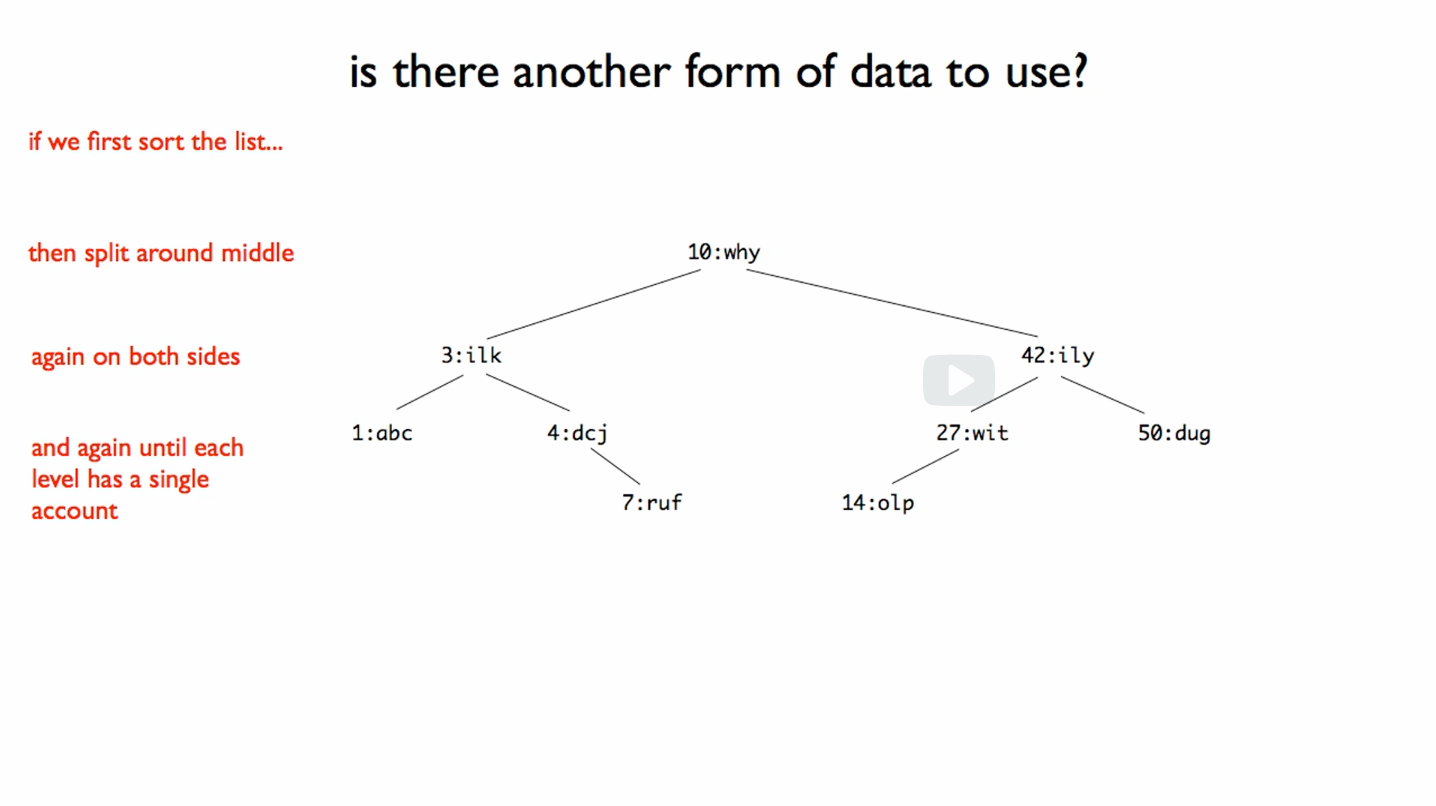 is there another form of data to use?
if we first sort the list...
then split around middle
10:why
again on both sides
3:ilk
42:ily
1:abc
4:dcj
27:wit
50:dug
and again until each
level has a single
account
7:ruf
14:olp